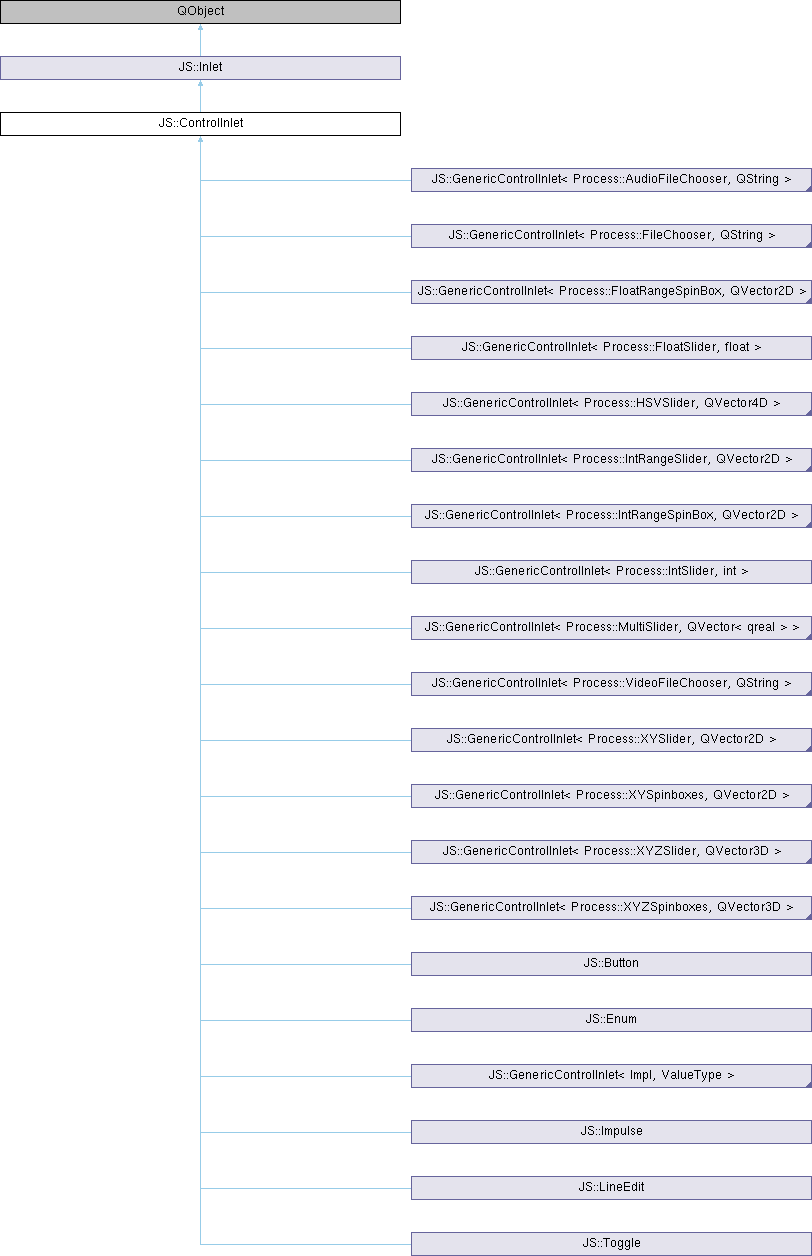 QObject
JS::Inlet
JS::ControlInlet
JS::GenericControlInlet< Process::AudioFileChooser, QString >
JS::GenericControlInlet< Process::FileChooser, QString >
JS::GenericControlInlet< Process::FloatRangeSpinBox, QVector2D >
JS::GenericControlInlet< Process::FloatSlider, float >
JS::GenericControlInlet< Process::HSVSlider, QVector4D >
JS::GenericControlInlet< Process::IntRangeSlider, QVector2D >
JS::GenericControlInlet< Process::IntRangeSpinBox, QVector2D >
JS::GenericControlInlet< Process::IntSlider, int >
JS::GenericControlInlet< Process::MultiSlider, QVector< qreal > >
JS::GenericControlInlet< Process::VideoFileChooser, QString >
JS::GenericControlInlet< Process::XYSlider, QVector2D >
JS::GenericControlInlet< Process::XYSpinboxes, QVector2D >
JS::GenericControlInlet< Process::XYZSlider, QVector3D >
JS::GenericControlInlet< Process::XYZSpinboxes, QVector3D >
JS::Button
JS::Enum
JS::GenericControlInlet< Impl, ValueType >
JS::Impulse
JS::LineEdit
JS::Toggle